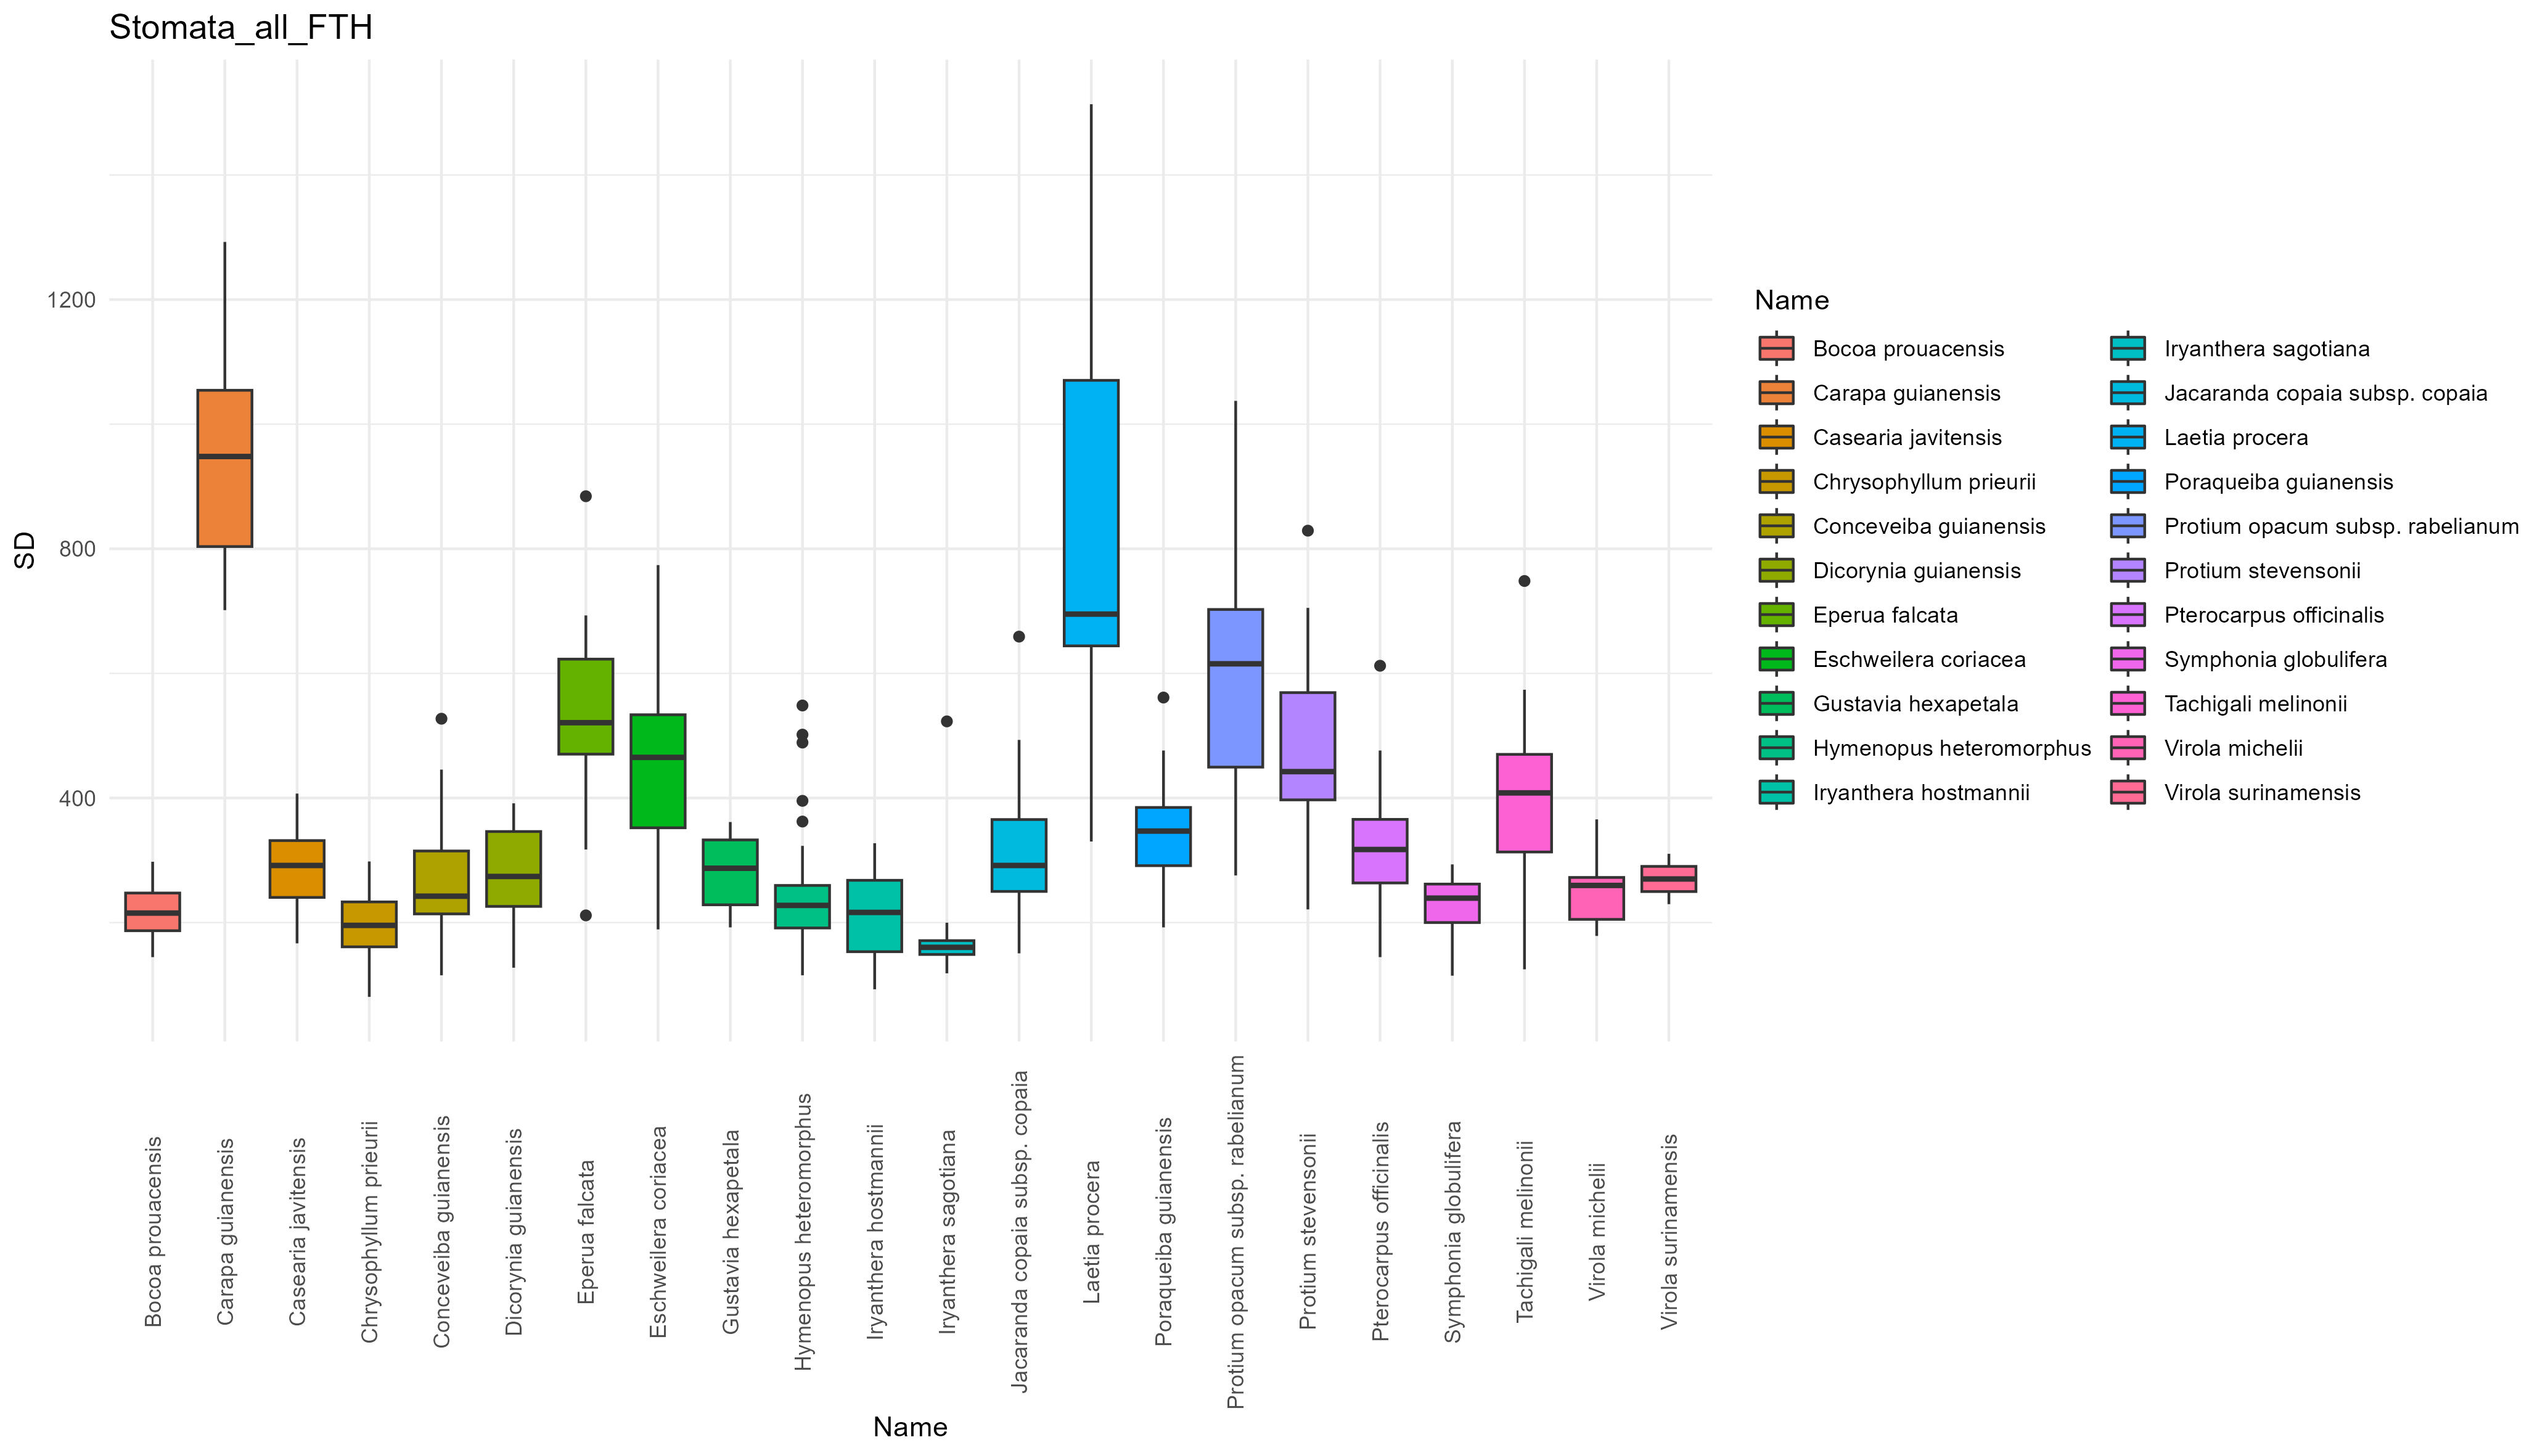 Stomata_all_FTH
SD
1200
800
400
Bocoa prouacensis
Carapa guianensis
Casearia javitensis
Chrysophyllum prieurii
Conceveiba guianensis
Dicorynia guianensis
Eperua falcata
Eschweilera coriacea
Gustavia hexapetala
Hymenopus heteromorphus
Iryanthera hostmannii
Iryanthera sagotiana
Jacaranda copaia subsp. copaia
Laetia procera
Poraqueiba guianensis
Protium opacum subsp. rabelianum
Protium stevensonii
Pterocarpus officinalis
Symphonia globulifera
Tachigali melinonii
Virola michelii
Virola surinamensis
Name
Name
Bocoa prouacensis
Carapa guianensis
Casearia javitensis
Chrysophyllum prieurii
Conceveiba guianensis
Dicorynia guianensis
Eperua falcata
Eschweilera coriacea
Gustavia hexapetala
Hymenopus heteromorphus
Iryanthera hostmannii
Iryanthera sagotiana
Jacaranda copaia subsp. copaia
Laetia procera
Poraqueiba guianensis
Protium opacum subsp. rabelianum
Protium stevensonii
Pterocarpus officinalis
Symphonia globulifera
Tachigali melinonii
Virola michelii
Virola surinamensis